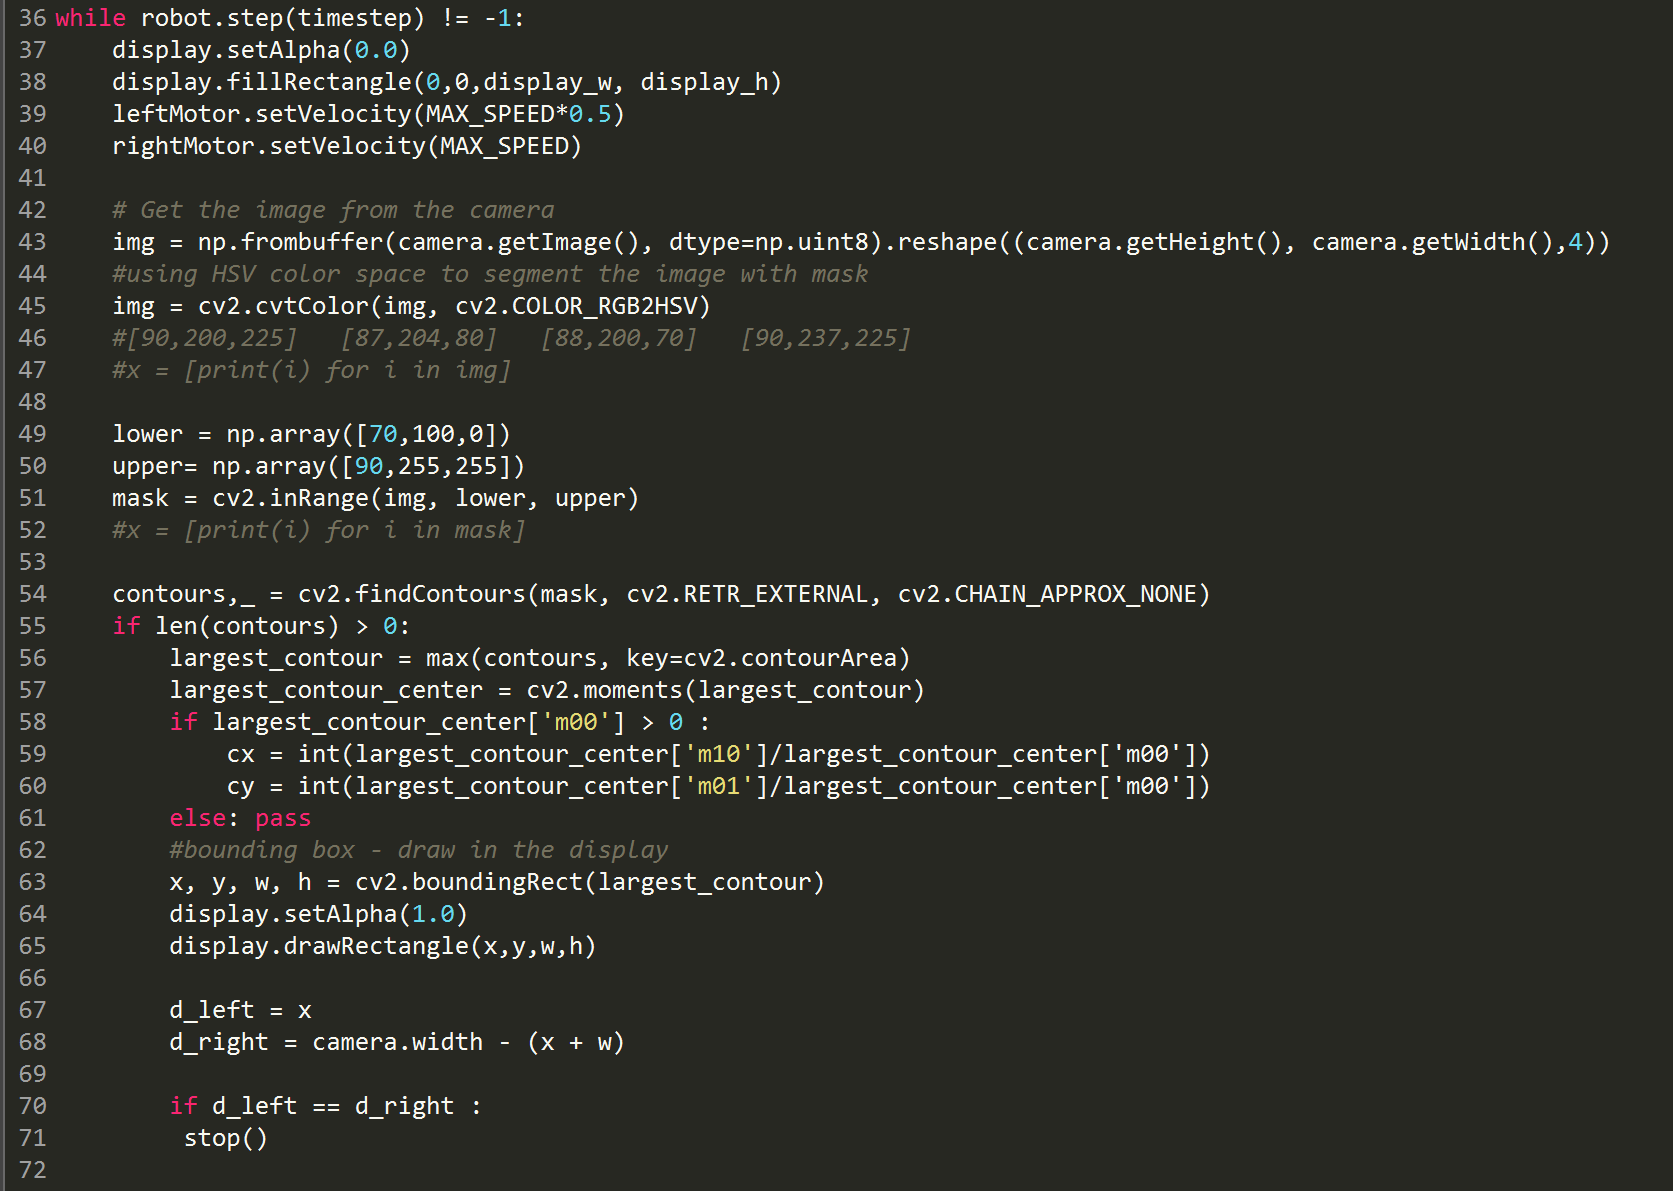 36 while robot.step(timestep) != -1:
37     display.setAlpha(0.0)
38     display.fillRectangle(0,0,display_w, display_h)
39     leftMotor.setVelocity(MAX_SPEED*0.5)
40     rightMotor.setVelocity(MAX_SPEED)
41
42     # Get the image from the camera
43     img = np.frombuffer(camera.getImage(), dtype=np.uint8).reshape((camera.getHeight(), camera.getWidth(),4))
44     #using HSV color space to segment the image with mask
45     img = cv2.cvtColor(img, cv2.COLOR_RGB2HSV)
46     #[90,200,225]   [87,204,80]   [88,200,70]   [90,237,225]
47     #x = [print(i) for i in img]
48
49     lower = np.array([70,100,0])
50     upper= np.array([90,255,255])
51     mask = cv2.inRange(img, lower, upper)
52     #x = [print(i) for i in mask]
53
54     contours,_ = cv2.findContours(mask, cv2.RETR_EXTERNAL, cv2.CHAIN_APPROX_NONE)
55     if len(contours) > 0:
56         largest_contour = max(contours, key=cv2.contourArea)
57         largest_contour_center = cv2.moments(largest_contour)
58         if largest_contour_center['m00'] > 0 :
59             cx = int(largest_contour_center['m10']/largest_contour_center['m00'])
60             cy = int(largest_contour_center['m01']/largest_contour_center['m00'])
61         else: pass
62         #bounding box - draw in the display
63         x, y, w, h = cv2.boundingRect(largest_contour)
64         display.setAlpha(1.0)
65         display.drawRectangle(x,y,w,h)
66
67         d_left = x
68         d_right = camera.width - (x + w)
69
70         if d_left == d_right :
71          stop()
72